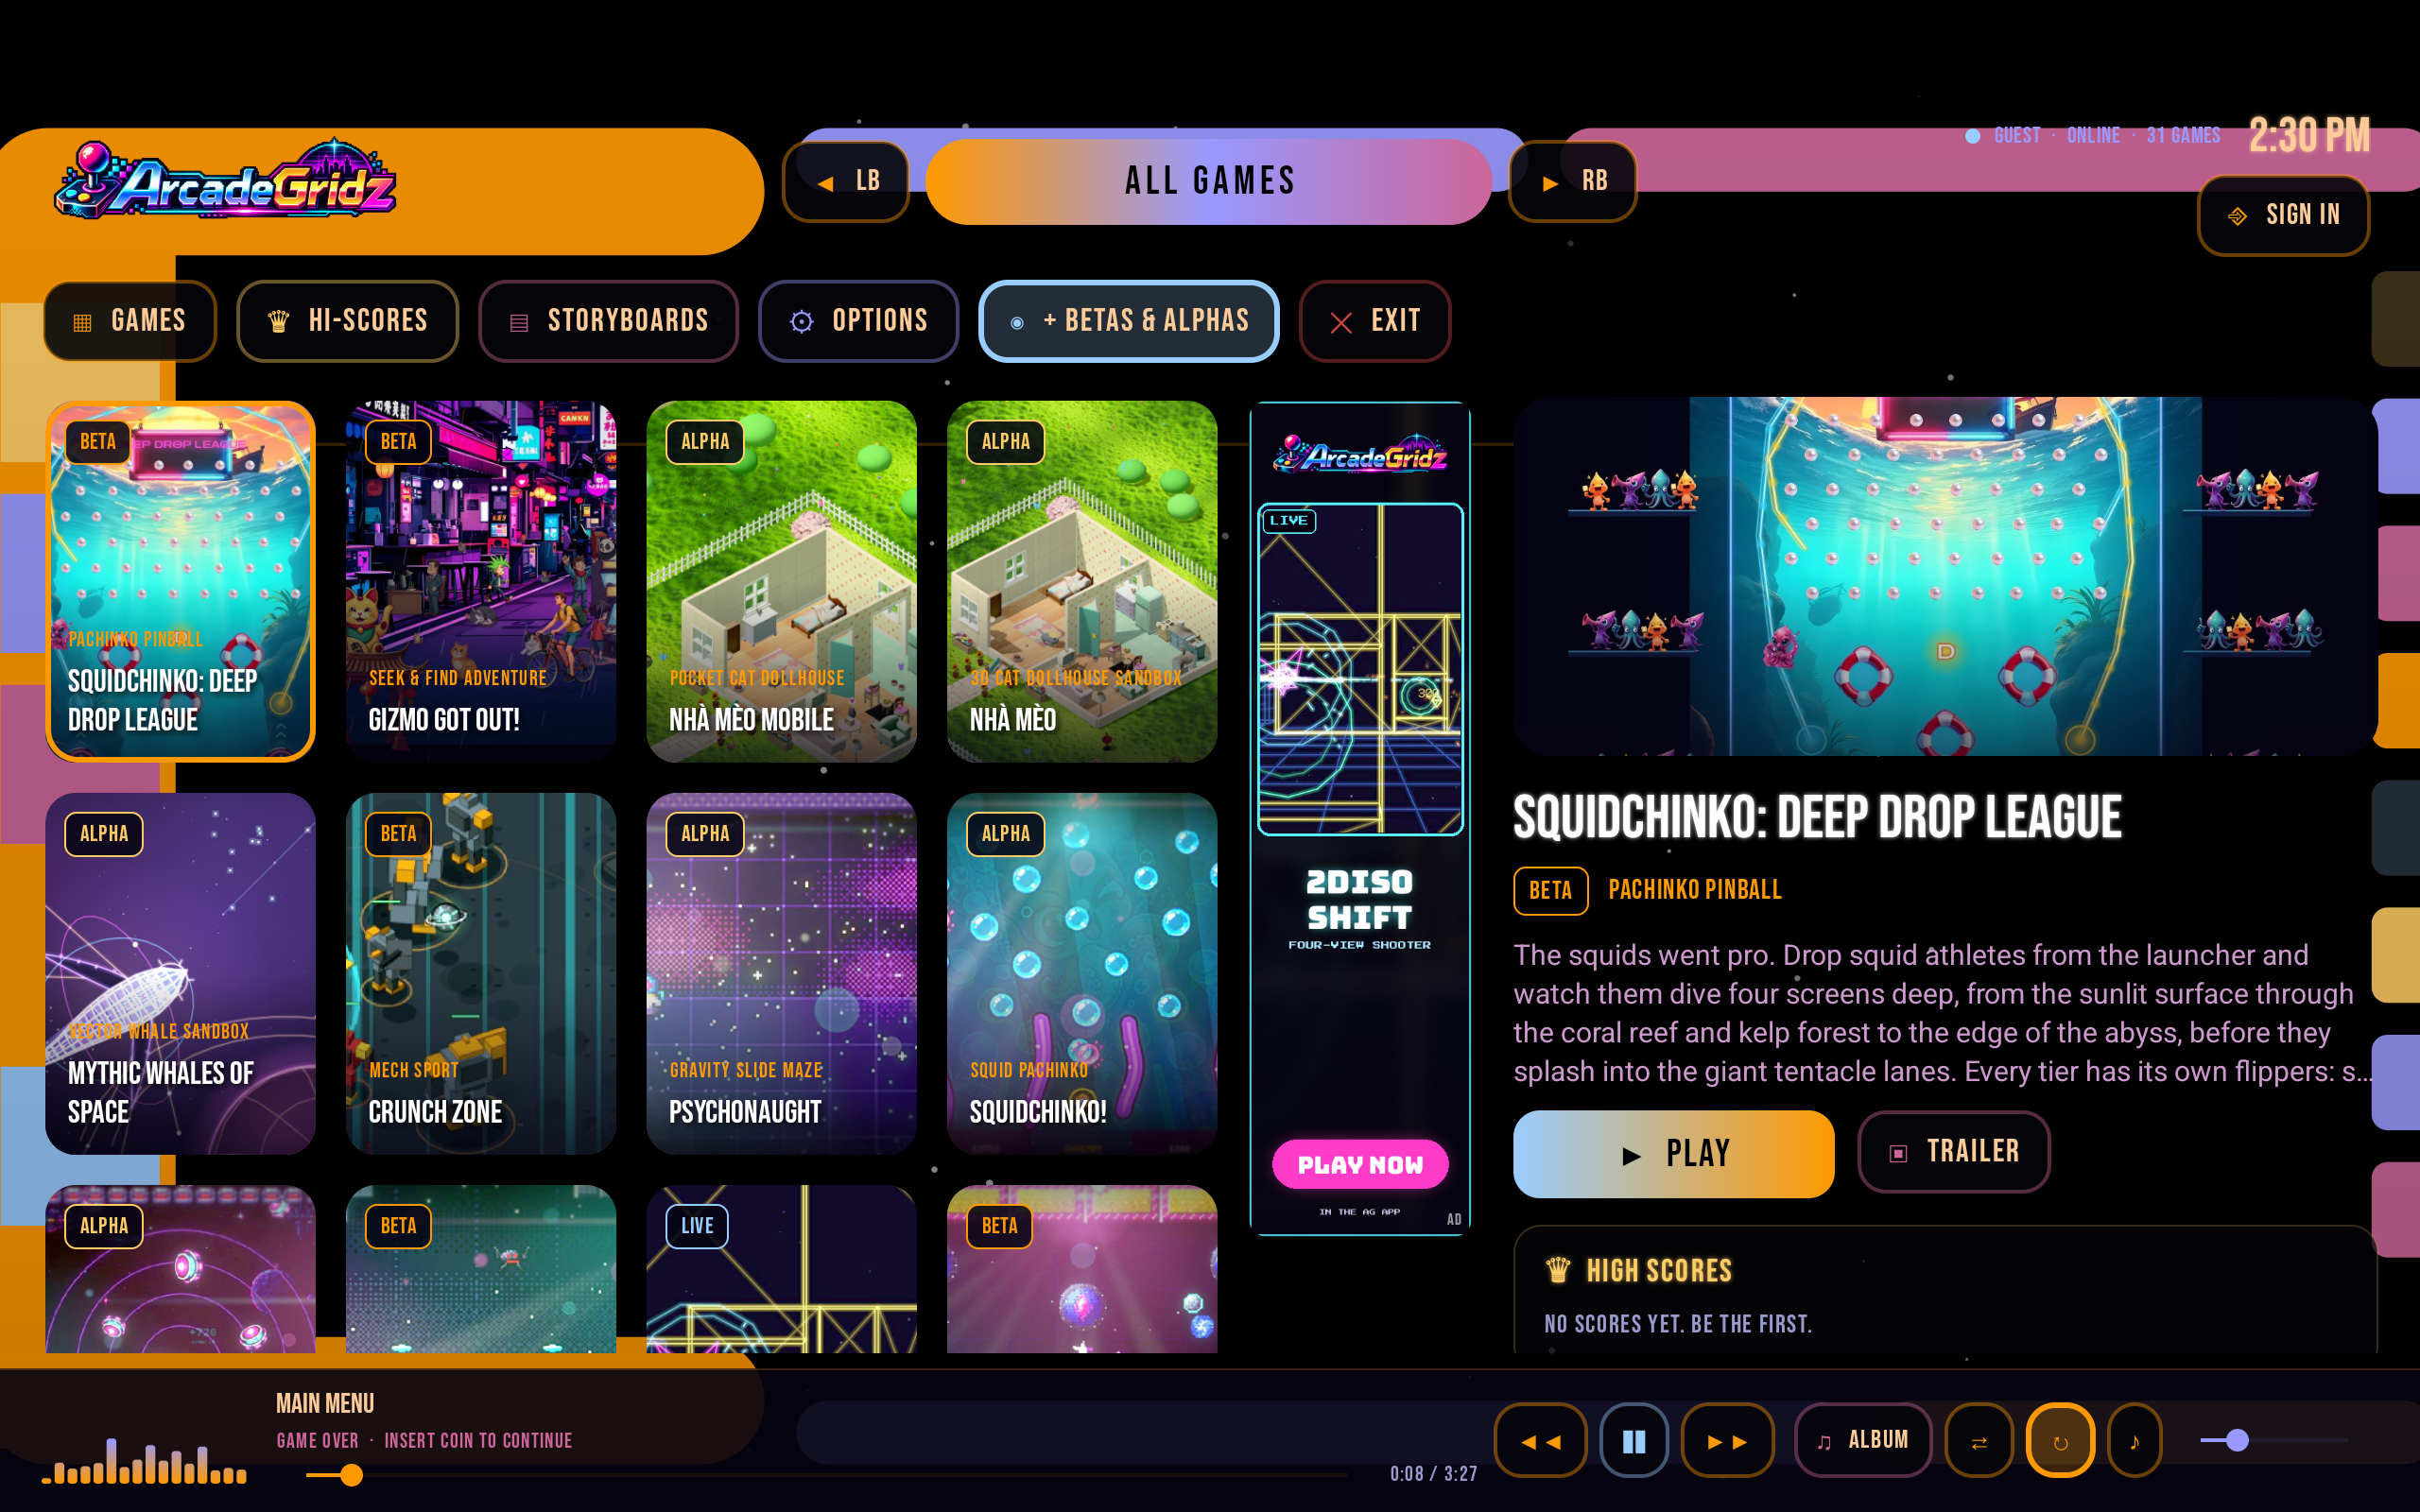 ArcadeGridz
◀ LB
ALL GAMES
▶ RB
GUEST · ONLINE · 31 GAMES
2:30 PM
SIGN IN
GAMES
HI-SCORES
STORYBOARDS
OPTIONS
+ BETAS & ALPHAS
EXIT
BETA
PACHINKO PINBALL
SQUIDCHINKO: DEEP
DROP LEAGUE
BETA
SEEK & FIND ADVENTURE
GIZMO GOT OUT!
ALPHA
POCKET CAT DOLLHOUSE
NHÀ MÈO MOBILE
ALPHA
3D CAT DOLLHOUSE SANDBOX
NHÀ MÈO
ALPHA
VECTOR WHALE SANDBOX
MYTHIC WHALES OF
SPACE
BETA
MECH SPORT
CRUNCH ZONE
ALPHA
GRAVITY SLIDE MAZE
PSYCHONAUGHT
ALPHA
SQUID PACHINKO
SQUIDCHINKO!
ALPHA
BETA
LIVE
BETA
ArcadeGridz
LIVE
2DISO
SHIFT
FOUR-VIEW SHOOTER
PLAY NOW
IN THE AG APP
AD
D
SQUIDCHINKO: DEEP DROP LEAGUE
BETA
PACHINKO PINBALL
The squids went pro. Drop squid athletes from the launcher and
watch them dive four screens deep, from the sunlit surface through
the coral reef and kelp forest to the edge of the abyss, before they
splash into the giant tentacle lanes. Every tier has its own flippers: s...
▶ PLAY
TRAILER
HIGH SCORES
NO SCORES YET. BE THE FIRST.
MAIN MENU
GAME OVER · INSERT COIN TO CONTINUE
0:08 / 3:27
ALBUM